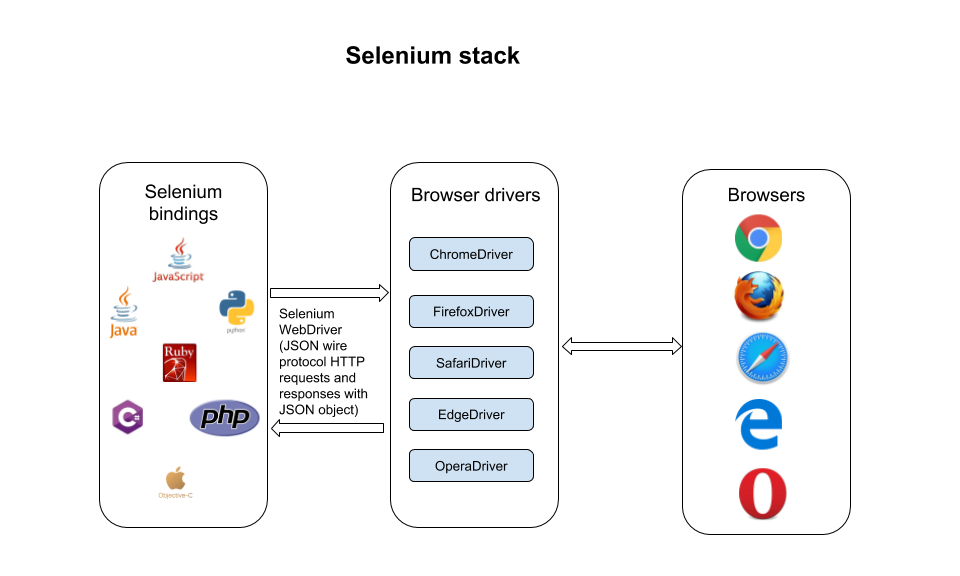 Selenium stack
Selenium
bindings
JavaScript
Java
python
Ruby
C#
php
Objective-C
Selenium
WebDriver
(JSON wire
protocol HTTP
requests and
responses with
JSON object)
Browser drivers
ChromeDriver
FirefoxDriver
SafariDriver
EdgeDriver
OperaDriver
Browsers